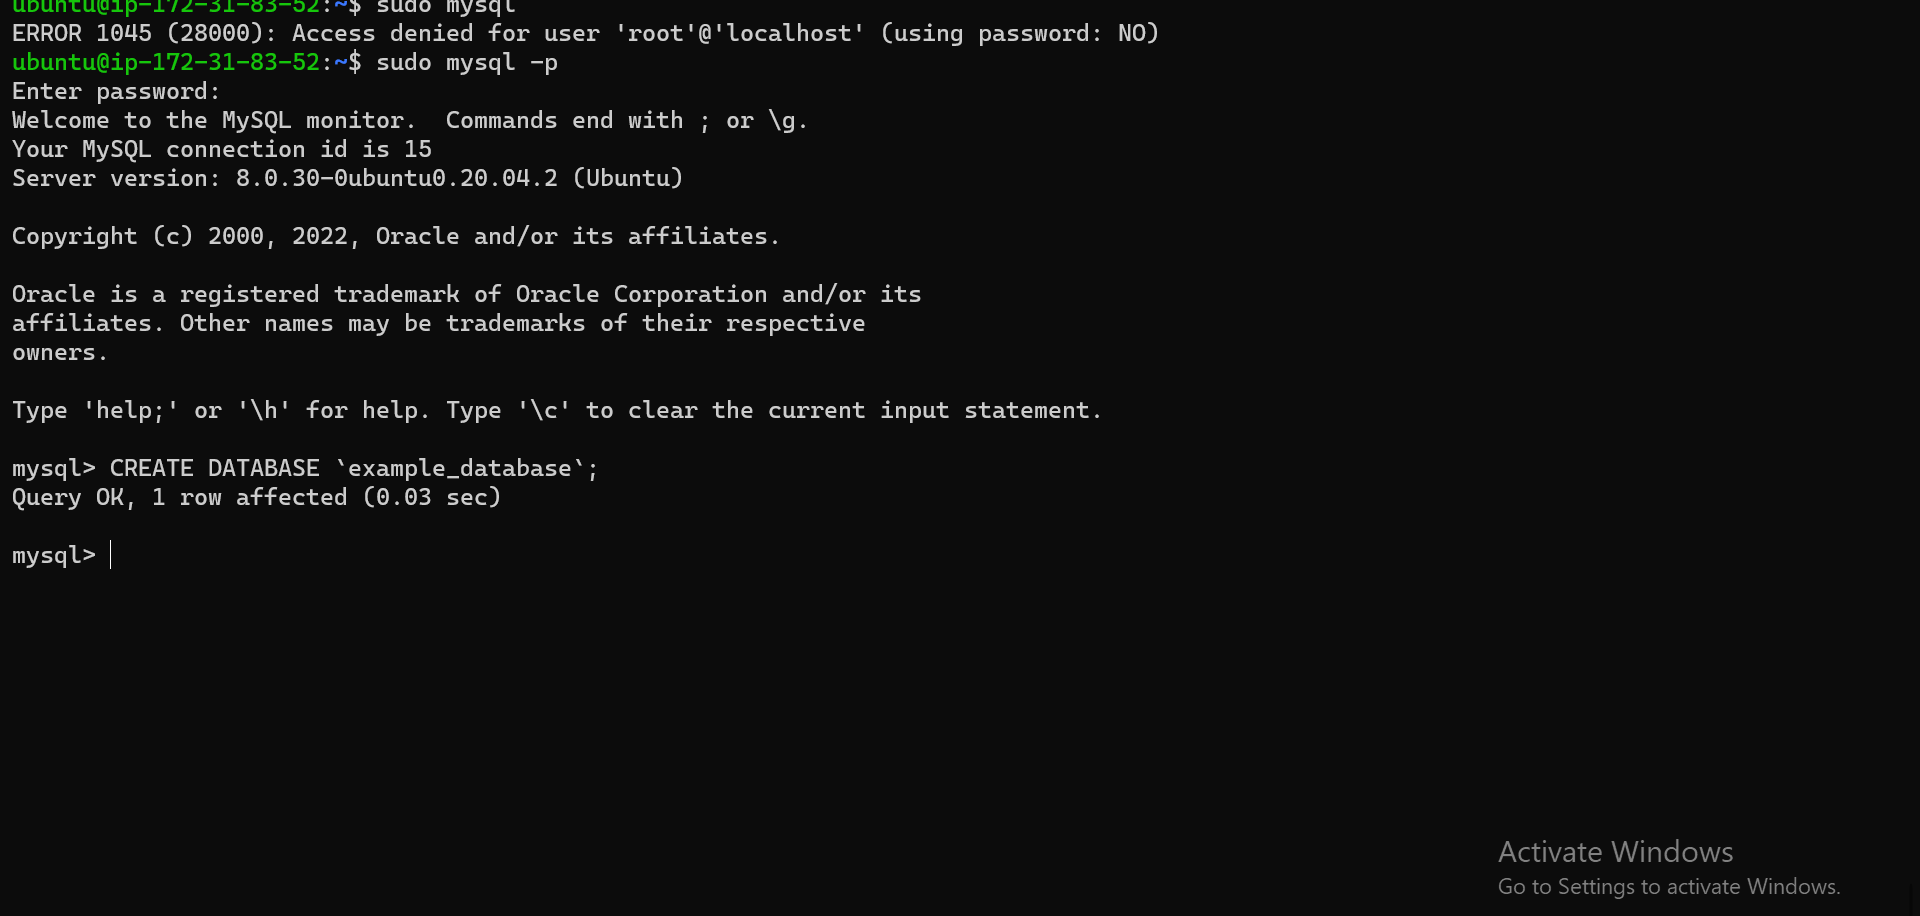 ubuntu@ip-172-31-83-52:~$ sudo mysql
ERROR 1045 (28000): Access denied for user 'root'@'localhost' (using password: NO)
ubuntu@ip-172-31-83-52:~$ sudo mysql -p
Enter password:
Welcome to the MySQL monitor.  Commands end with ; or \g.
Your MySQL connection id is 15
Server version: 8.0.30-0ubuntu0.20.04.2 (Ubuntu)
Copyright (c) 2000, 2022, Oracle and/or its affiliates.
Oracle is a registered trademark of Oracle Corporation and/or its
affiliates. Other names may be trademarks of their respective
owners.
Type 'help;' or '\h' for help. Type '\c' to clear the current input statement.
mysql> CREATE DATABASE `example_database`;
Query OK, 1 row affected (0.03 sec)
mysql>
Activate Windows
Go to Settings to activate Windows.